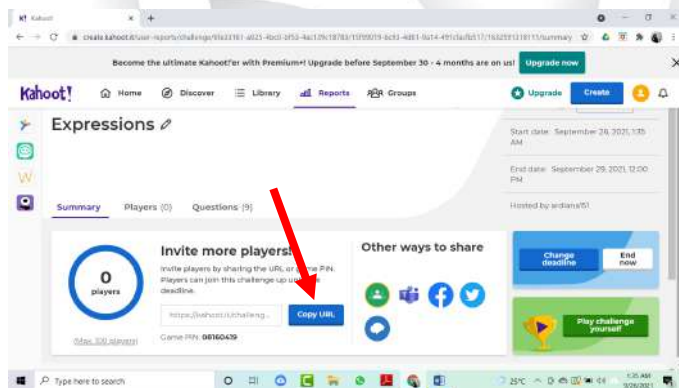 Kahoot!
Become the ultimate Kahoot!'er with Premium+! Upgrade before September 30 - 4 months are on us! Upgrade now
Kahoot! Home Discover Library Reports Groups Upgrade Create
Expressions
Start date: September 28, 2021, 1:35 AM
End date: September 29, 2021, 12:00 PM
Hosted by
Summary Players (0) Questions (9)
Invite more players!
Invite players by sharing the URL or game PIN.
Players can join this challenge up
deadline.
Copy URL
Game PIN: 08160439
0
players
(Max. 100 players)
Other ways to share
Change deadline
End now
Play challenge yourself
Type here to search
25°C
1:35 AM
9/28/2021